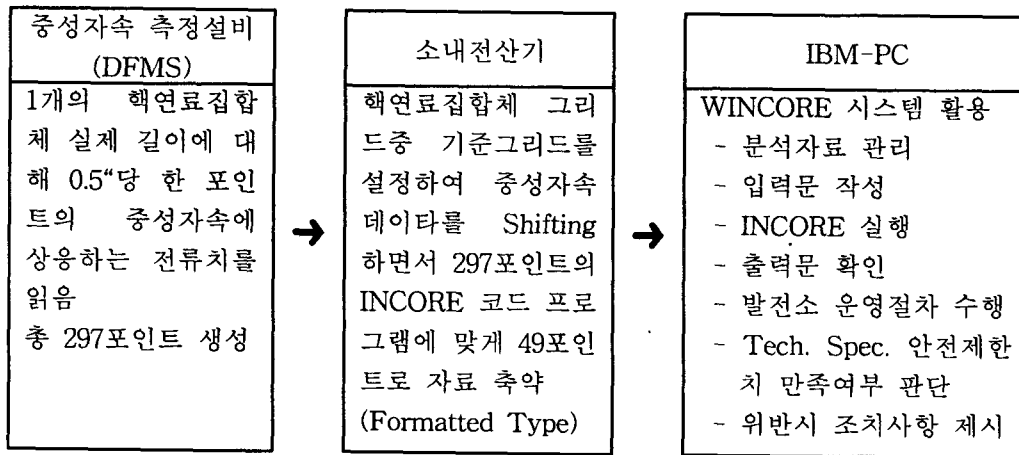 중성자속 측정설비
(DFMS)
1개의 핵연료집합
체 실제 길이에 대
해 0.5“당 한 포인
트의 중성자속에
상응하는 전류치를
읽음
총 297포인트 생성
소내전산기
핵연료집합체 그리
드중 기준그리드를
설정하여 중성자속
데이타를 Shifting
하면서 297포인트의
INCORE 코드 프로
그램에 맞게 49포인
트로 자료 축약
(Formatted Type)
IBM-PC
WINCORE 시스템 활용
- 분석자료 관리
- 입력문 작성
- INCORE 실행
- 출력문 확인
- 발전소 운영절차 수행
- Tech. Spec. 안전제한
치 만족여부 판단
- 위반시 조치사항 제시